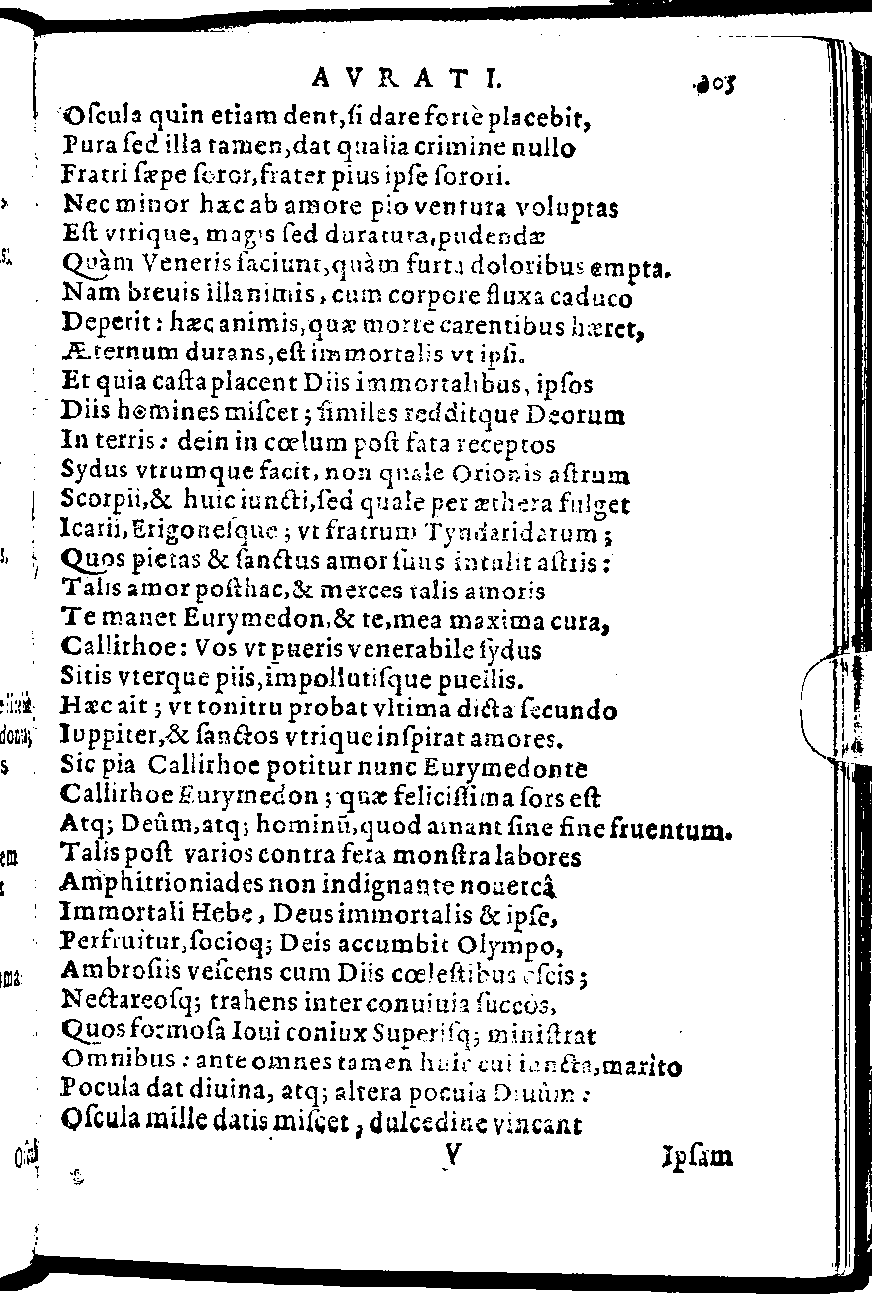 AVRATI. 305
Oſcula quin etiam dent, ſi dare fortè placebit,
Pura ſed illa tamen, dat qualia crimine nullo
Fratri ſæpe ſoror, frater pius ipſe ſorori.
Nec minor hæc ab amore pio ventura voluptas
Eſt vtrique, magis ſed duratura, pudendæ
Quàm Veneris faciunt, quàm furta doloribus empta.
Nam breuis illa nimis, cum corpore fluxa caduco
Deperit: hæc animis, quæ morte carentibus hæret,
Æternum durans, eſt immortalis vt ipſi.
Et quia caſta placent Diis immortalibus, ipſos
Diis homines miſcet; ſimiles redditque Deorum
In terris: dein in cœlum poſt fata receptos
Sydus vtrumque facit, non quale Orionis aſtrum
Scorpii, & huic iuncti, ſed quale per æthera fulget
Icarii, Erigoneſque; vt fratrum Tyndaridarum;
Quos pietas & ſanctus amor ſuus intulit aſtris:
Talis amor poſthac, & merces talis amoris
Te manet Eurymedon, & te, mea maxima cura,
Callirhoe: Vos vt pueris venerabile ſydus
Sitis vterque piis, impollutiſque puellis.
Hæc ait; vt tonitru probat vltima dicta ſecundo
Iuppiter, & ſanctos vtrique inſpirat amores.
Sic pia Callirhoe potitur nunc Eurymedonte
Callirhoe Eurymedon; quæ feliciſſima ſors eſt
Atq; Deûm, atq; hominū, quod amant ſine fine fruentum.
Talis poſt varios contra fera monſtra labores
Amphitrioniades non indignante nouercâ
Immortali Hebe, Deus immortalis & ipſe,
Perfruitur, ſocioq; Deis accumbit Olympo,
Ambroſiis veſcens cum Diis cœleſtibus eſcis;
Nectareoſq; trahens inter conuiuia ſuccos,
Quos formoſa Ioui coniux Superiſq; miniſtrat
Omnibus: ante omnes tamen huic cui iuncta, marito
Pocula dat diuina, atq; altera pocula Diuûm:
Oſcula mille datis miſcet, dulcedine vincant
V Ipſam